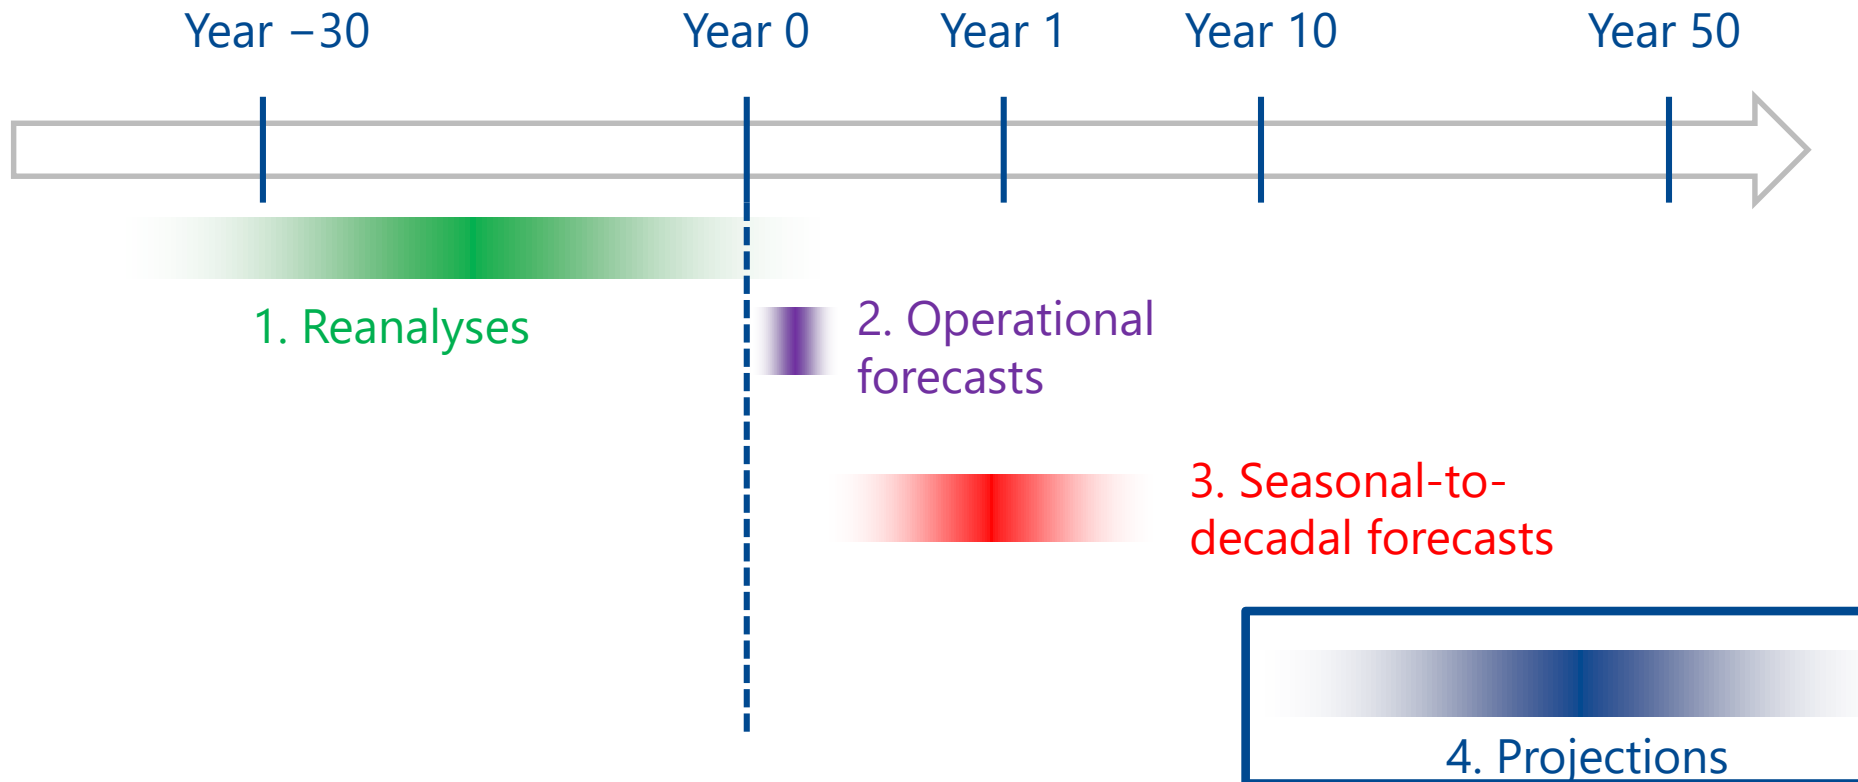 Year –30
Year 0
Year 1
Year 10
Year 50
1. Reanalyses
2. Operational
forecasts
3. Seasonal-to-
decadal forecasts
4. Projections